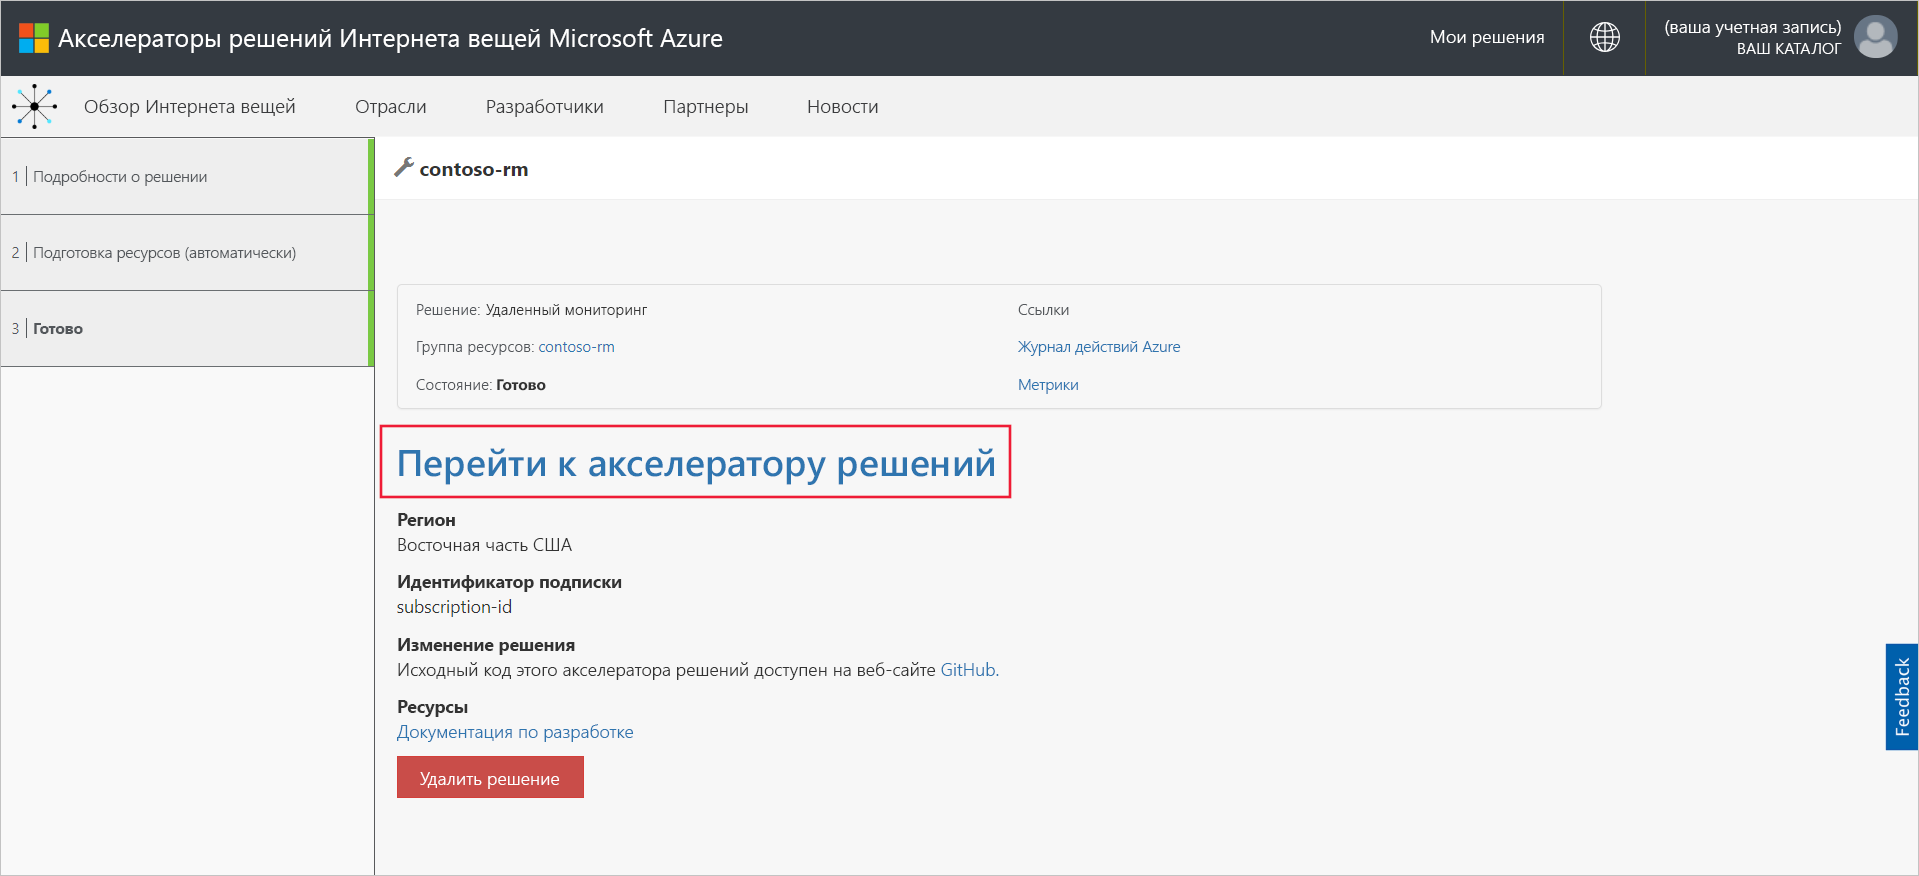 Акселераторы решений Интернета вещей Microsoft Azure
Мои решения
(ваша учетная запись)
ВАШ КАТАЛОГ
Обзор Интернета вещей
Отрасли
Разработчики
Партнеры
Новости
1 Подробности о решении
2 Подготовка ресурсов (автоматически)
3 Готово
contoso-rm
Решение: Удаленный мониторинг
Группа ресурсов: contoso-rm
Состояние: Готово
Ссылки
Журнал действий Azure
Метрики
Перейти к акселератору решений
Регион
Восточная часть США
Идентификатор подписки
subscription-id
Изменение решения
Исходный код этого акселератора решений доступен на веб-сайте GitHub.
Ресурсы
Документация по разработке
Удалить решение
Feedback